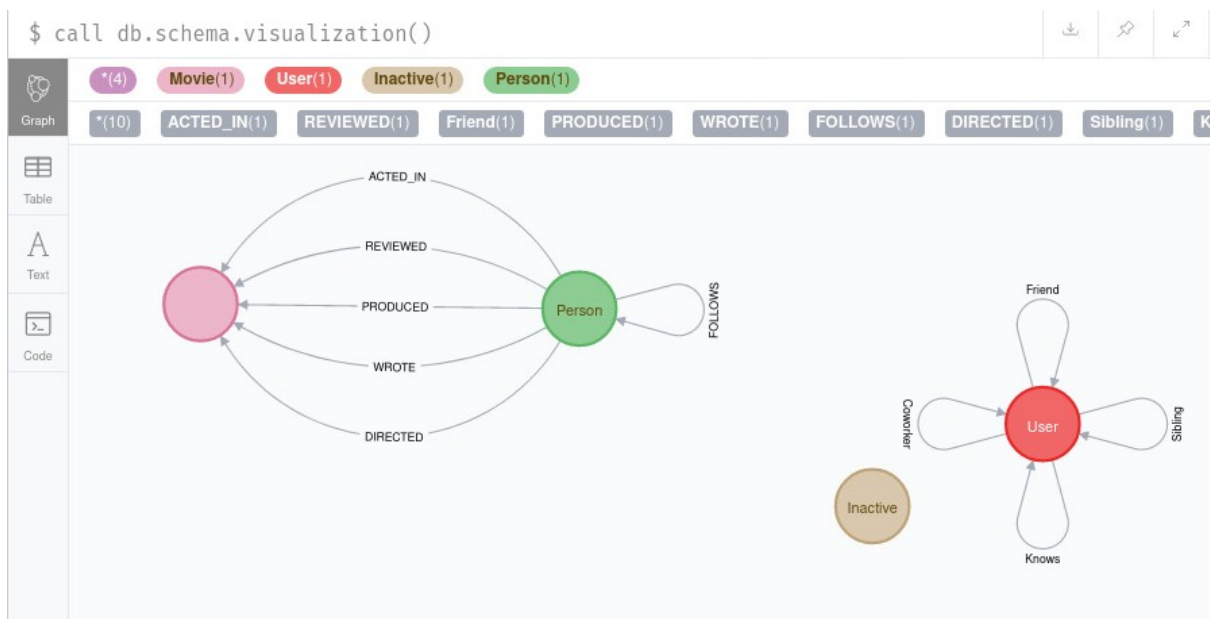 $ call db.schema.visualization()
*(4) Movie(1) User(1) Inactive(1) Person(1)
Graph
*(10) ACTED_IN(1) REVIEWED(1) Friend(1) PRODUCED(1) WROTE(1) FOLLOWS(1) DIRECTED(1) Sibling(1) K
Table
Text
Code
ACTED_IN
REVIEWED
PRODUCED
WROTE
DIRECTED
Person
FOLLOWS
Friend
Coworker
User
Sibling
Inactive
Knows